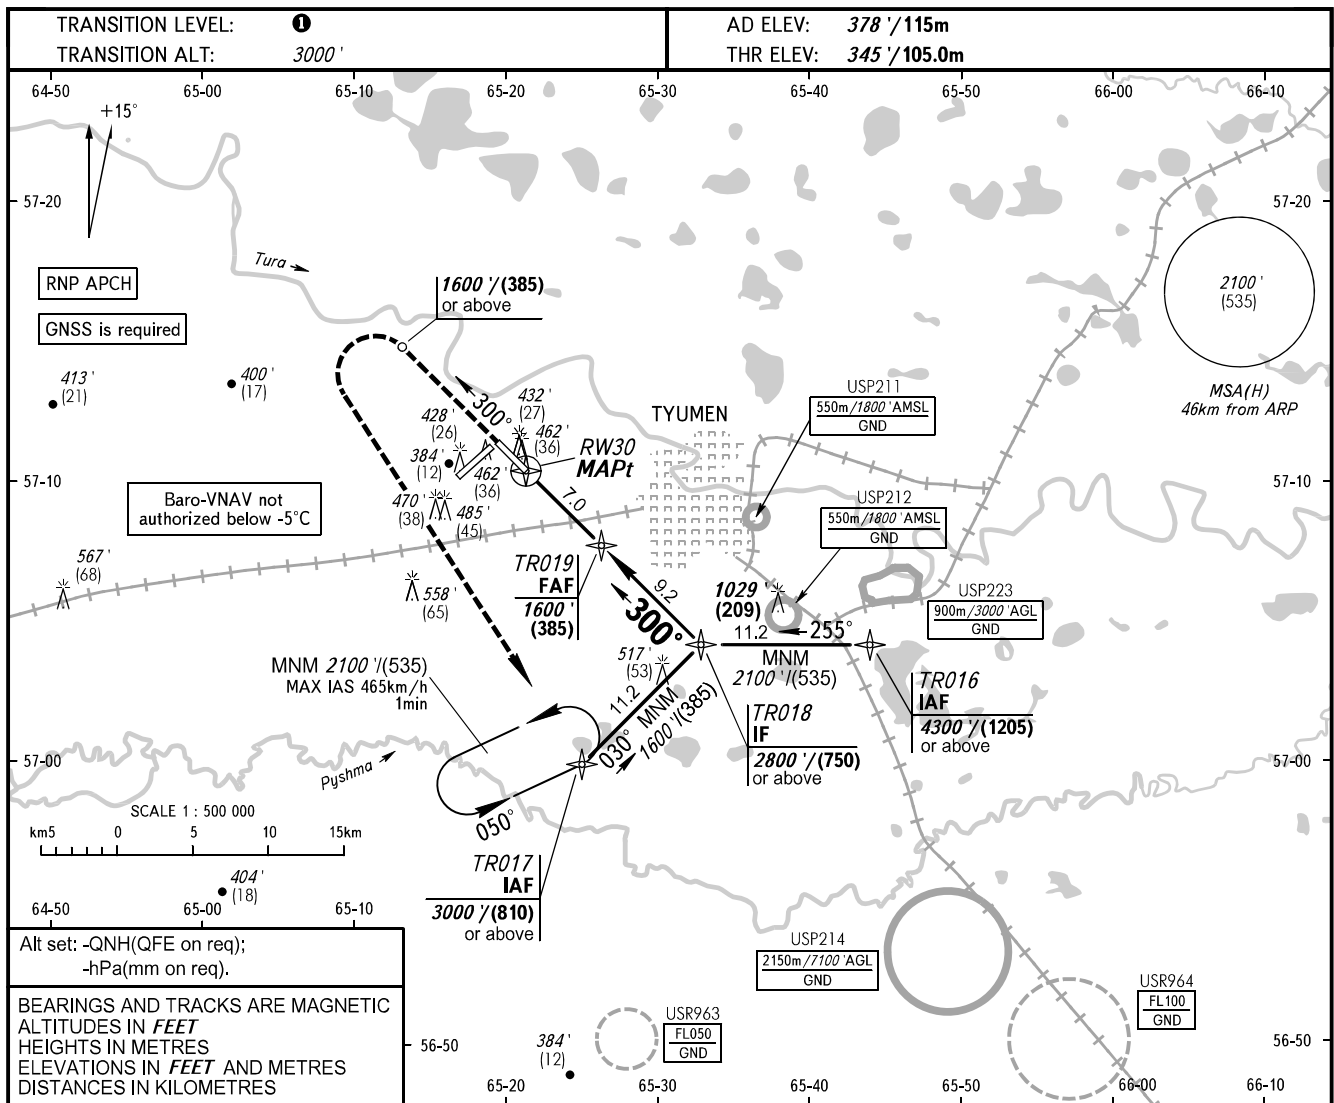 TRANSITION LEVEL: ❶
TRANSITION ALT: 3000 '
AD ELEV: 378 '/115m
THR ELEV: 345 '/105.0m
64-50 65-00 65-10 65-20 65-30 65-40 65-50 66-00 66-10
+15°
57-20 57-20
Tura
RNP APCH
GNSS is required
1600 '/(385)
or above
2100 '
(535)
MSA(H)
46km from ARP
413 '
(21)
400 '
(17)
300°
432 '
(27)
428 '
(26)
462 '
(36)
384 '
(12)
462 '
(36)
RW30
MAPt
TYUMEN
USP211
550m/1800 'AMSL
GND
57-10 57-10
Baro-VNAV not
authorized below -5°C
470 '
(38)
485 '
(45)
7.0
USP212
550m/1800 'AMSL
GND
567 '
(68)
558 '
(65)
TR019
FAF
1600 '
(385)
9.2
300°
1029 '
(209)
11.2
255°
MNM
2100 '/(535)
USP223
900m/3000 'AGL
GND
517 '
(53)
MNM 2100 '/(535)
MAX IAS 465km/h
1min
11.2
030°
MNM
1600 '/(385)
TR018
IF
2800 '/(750)
or above
TR016
IAF
4300 '/(1205)
or above
57-00 57-00
Pyshma
050°
SCALE 1 : 500 000
km5 0 5 10 15km
TR017
IAF
3000 '/(810)
or above
404 '
(18)
64-50 65-00 65-10
Alt set: -QNH(QFE on req);
-hPa(mm on req).
BEARINGS AND TRACKS ARE MAGNETIC
ALTITUDES IN FEET
HEIGHTS IN METRES
ELEVATIONS IN FEET AND METRES
DISTANCES IN KILOMETRES
USP214
2150m/7100 'AGL
GND
USR964
FL100
GND
USR963
FL050
GND
56-50 56-50
384 '
(12)
65-20 65-30 65-40 65-50 66-00 66-10